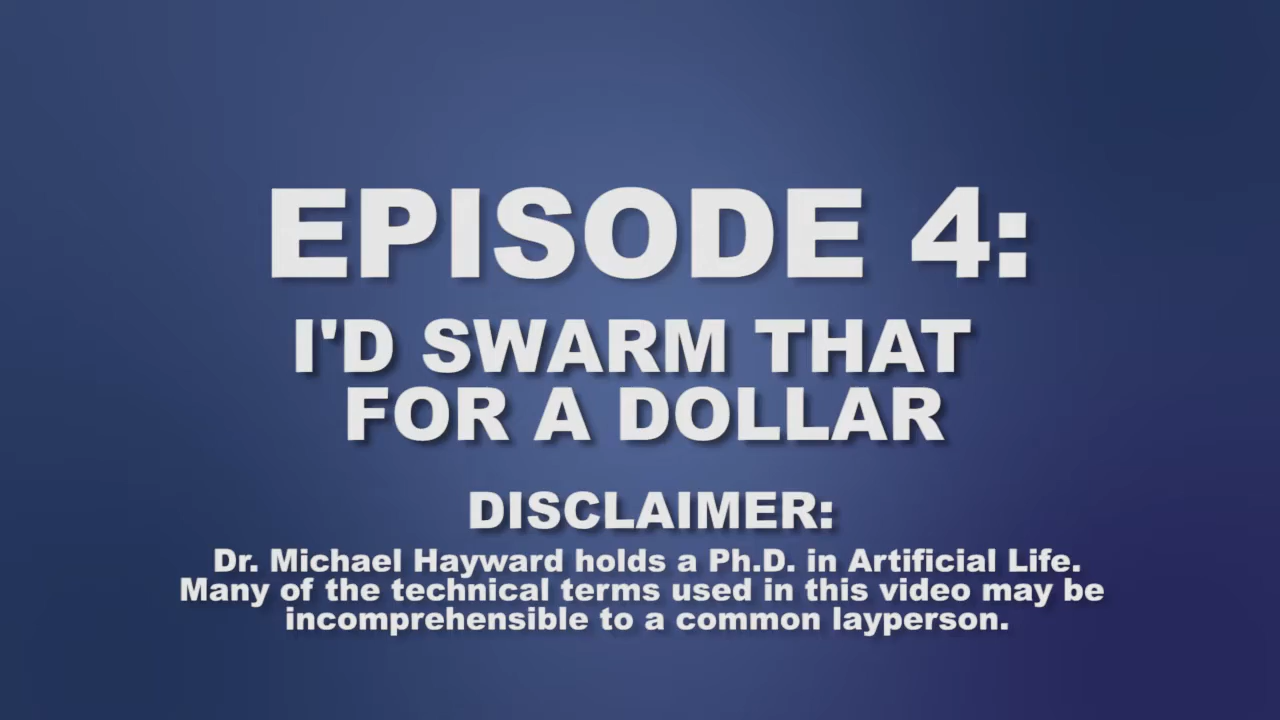 EPISODE 4:
I'D SWARM THAT
FOR A DOLLAR
DISCLAIMER:
Dr. Michael Hayward holds a Ph.D. in Artificial Life.
Many of the technical terms used in this video may be
incomprehensible to a common layperson.